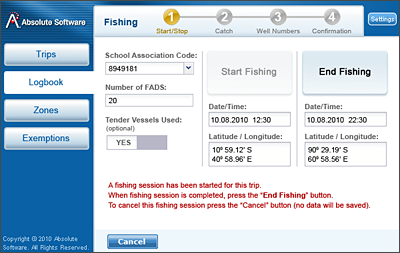 Absolute Software
Fishing
1 2 3 4
Start/Stop Catch Well Numbers Confirmation
Settings
Trips
Logbook
Zones
Exemptions
School Association Code:
8949181
Number of FADS:
20
Tender Vessels Used:
(optional)
YES
Start Fishing
Date/Time:
10.08.2010 12:30
Latitude / Longitude:
10º 59.12' S
40º 58.96' E
End Fishing
Date/Time:
10.08.2010 22:30
Latitude / Longitude:
90º 29.19' S
60º 58.56' E
A fishing session has been started for this trip.
When fishing session is completed, press the "End Fishing" button.
To cancel this fishing session press the "Cancel" button (no data will be saved).
Cancel
Copyright © 2010 Absolute
Software. All Rights Reserved.